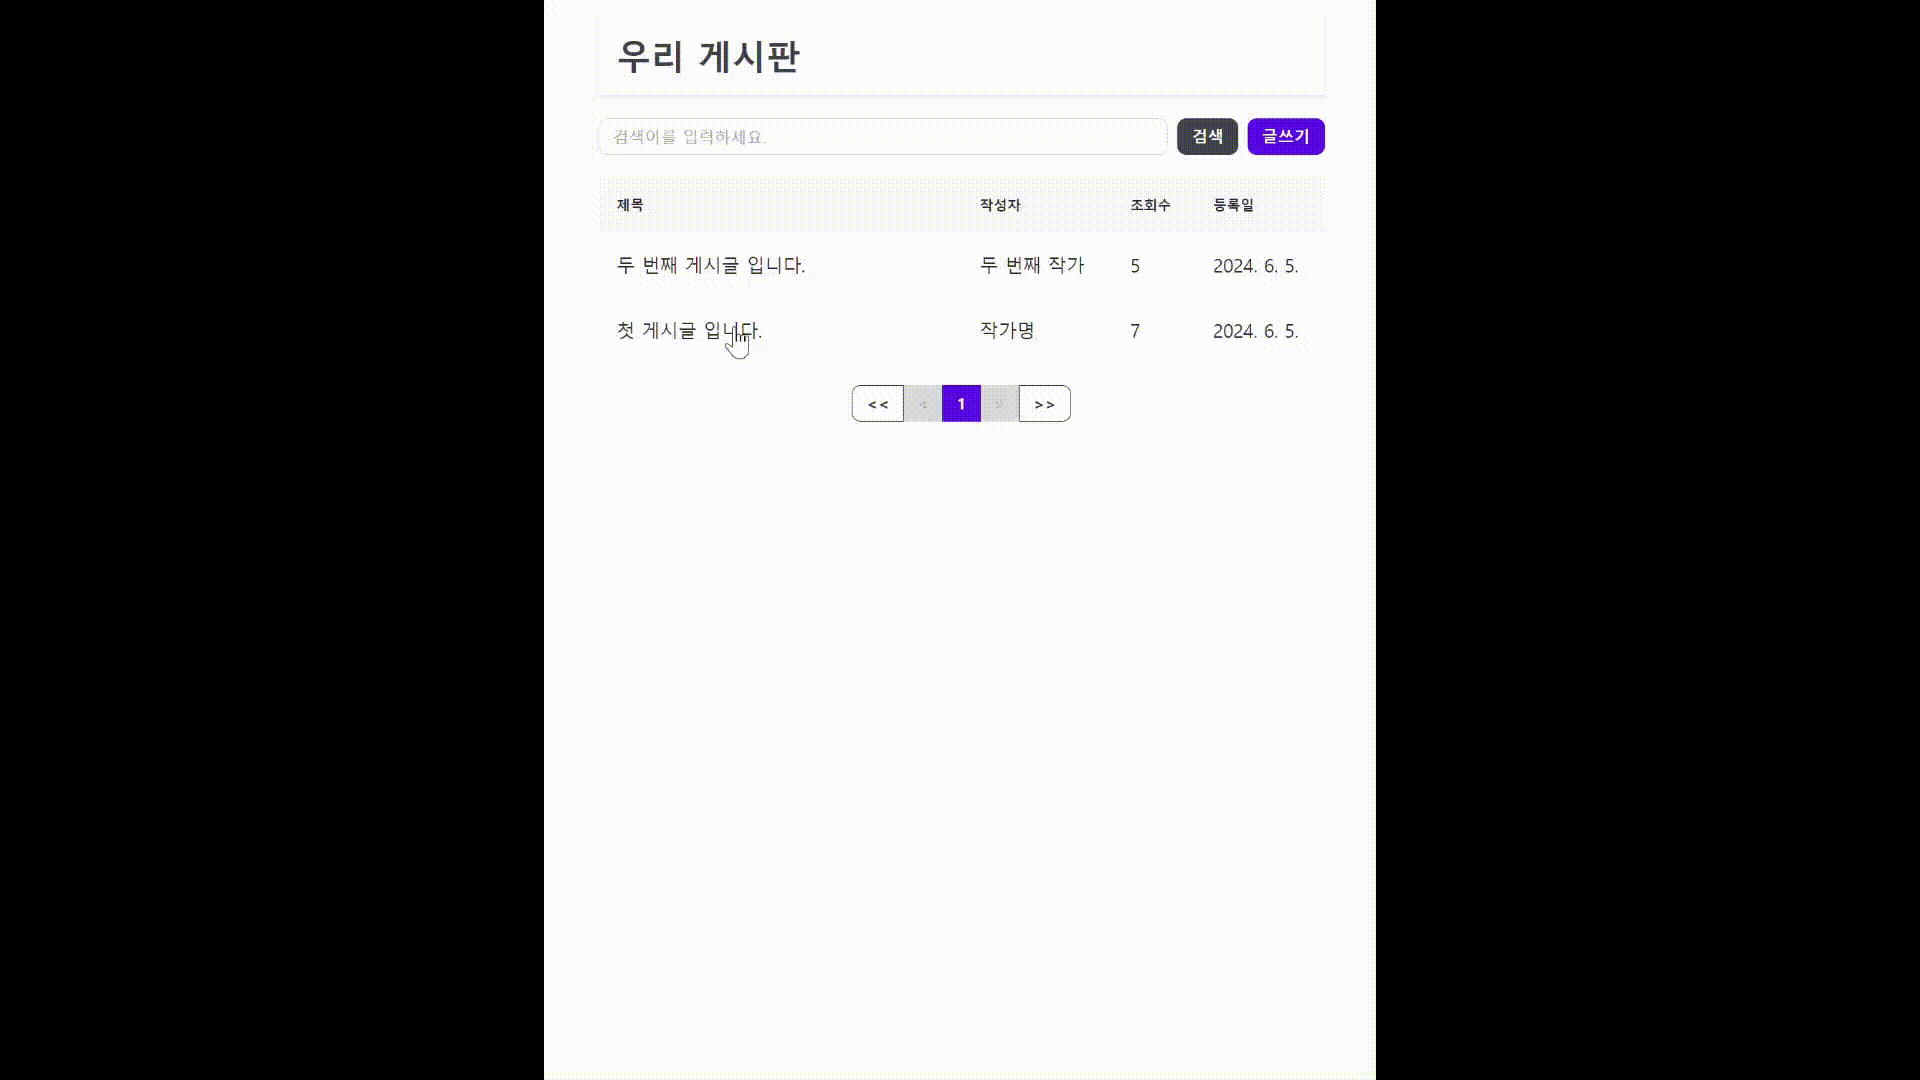 우리 게시판
검색어를 입력하세요.
검색
글쓰기
제목 작성자 조회수 등록일
두 번째 게시글 입니다. 두 번째 작가 5 2024. 6. 5.
첫 게시글 입니다. 작가명 7 2024. 6. 5.
<< < 1 > >>